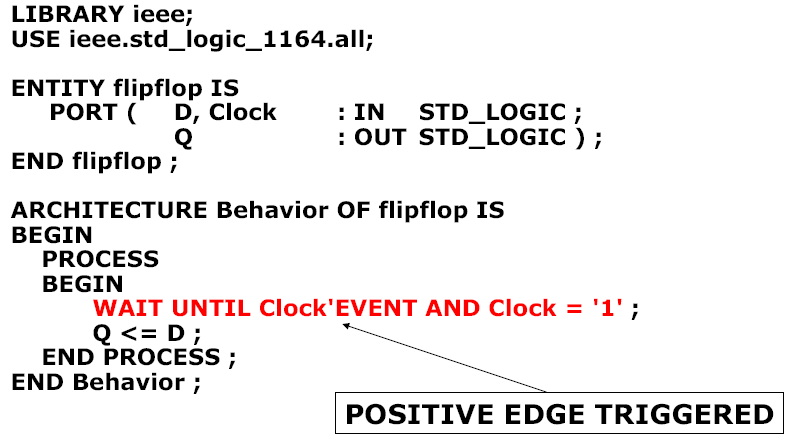 LIBRARY ieee;
USE ieee.std_logic_1164.all;
ENTITY flipflop IS
PORT ( D, Clock : IN STD_LOGIC ;
Q : OUT STD_LOGIC ) ;
END flipflop ;
ARCHITECTURE Behavior OF flipflop IS
BEGIN
PROCESS
BEGIN
WAIT UNTIL Clock'EVENT AND Clock = '1' ;
Q <= D ;
END PROCESS ;
END Behavior ;
POSITIVE EDGE TRIGGERED